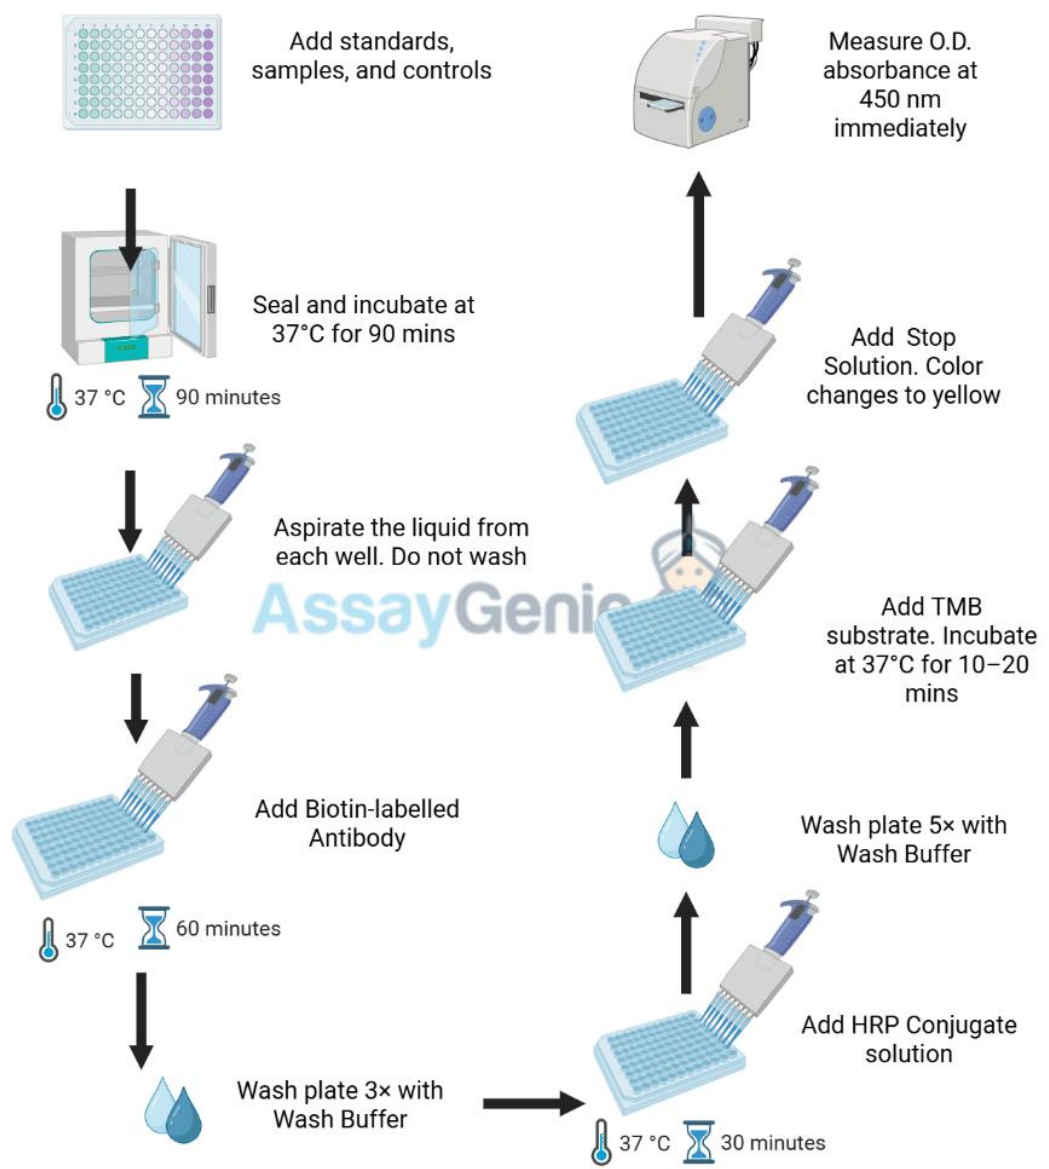 Add standards,
samples, and controls
Seal and incubate at
37°C for 90 mins
37 °C
90 minutes
Aspirate the liquid from
each well. Do not wash
Add Biotin-labelled
Antibody
37 °C
60 minutes
Wash plate 3× with
Wash Buffer
Add HRP Conjugate
solution
37 °C
30 minutes
Wash plate 5× with
Wash Buffer
Add TMB
substrate. Incubate
at 37°C for 10–20
mins
Add Stop
Solution. Color
changes to yellow
Measure O.D.
absorbance at
450 nm
immediately
AssayGenie